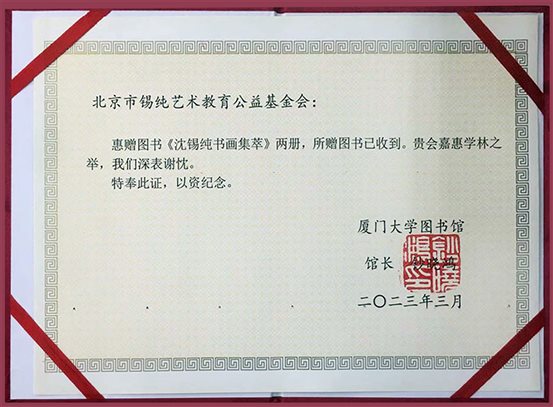 北京市锡纯艺术教育公益基金会：
惠赠图书《沈锡纯书画集萃》两册，所赠图书已收到。贵会嘉惠学林之
举，我们深表谢忱。
特奉此证，以资纪念。
厦门大学图书馆
馆长
二〇二三年三月